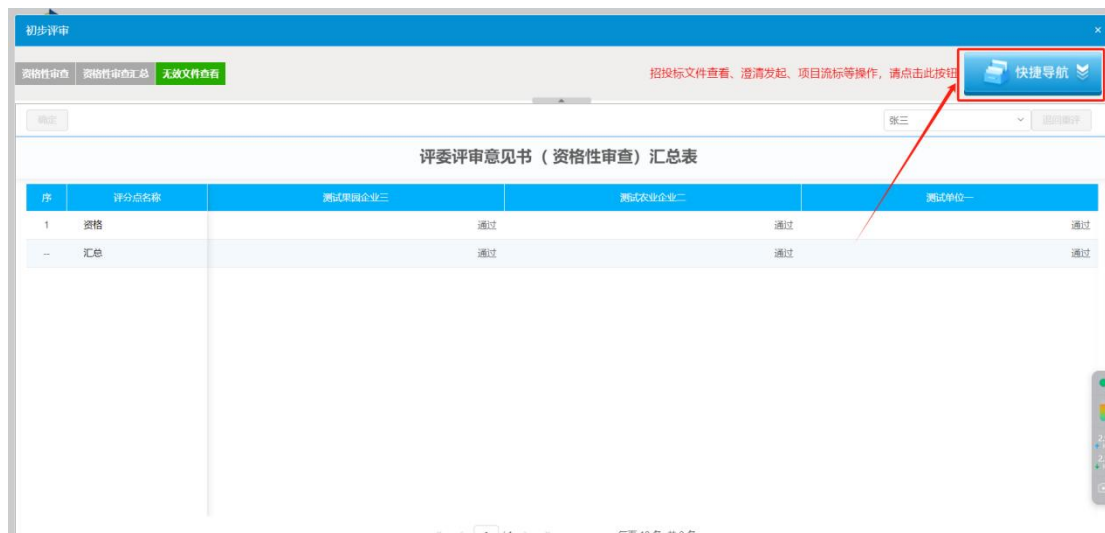 初步评审
资格性审查 资格性审查汇总 无效文件查看 招投标文件查看、澄清发起、项目流标等操作，请点击此按钮 快捷导航
确定 张三 退回重评
评委评审意见书（ 资格性审查）汇总表
序 评分点名称 测试果园企业三 测试农业企业二 测试单位一
1 资格 通过 通过 通过
-- 汇总 通过 通过 通过